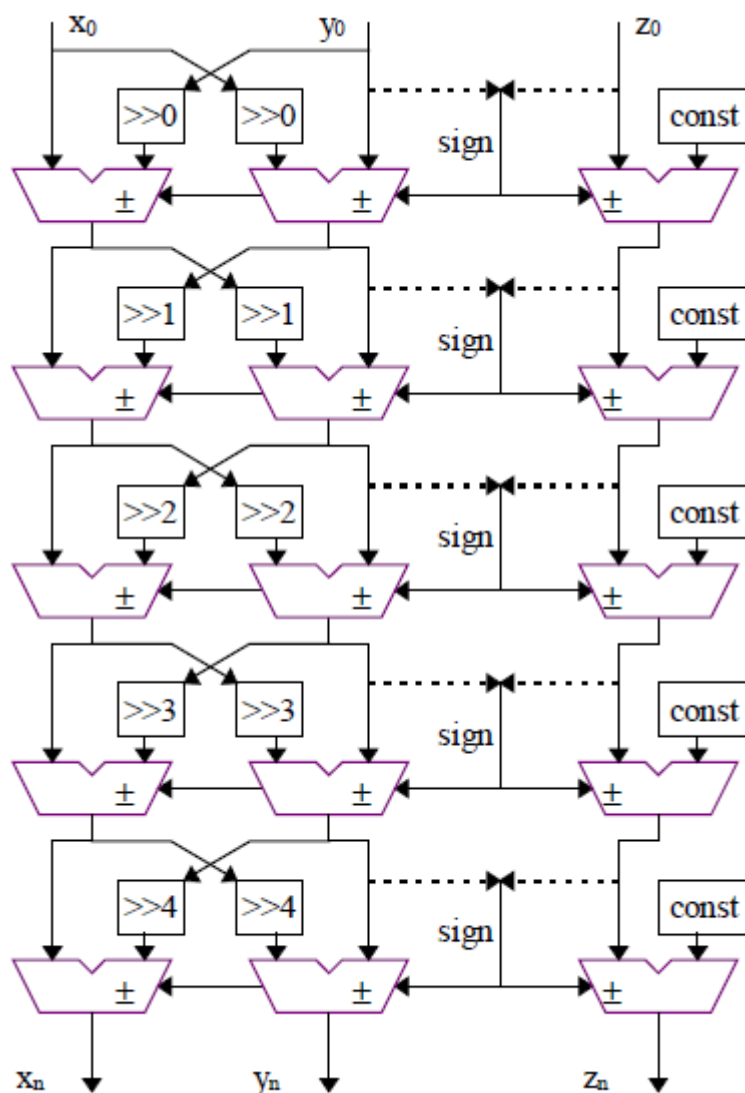 x₀ y₀ z₀
>>0 >>0 sign const
± ± ±
>>1 >>1 sign const
± ± ±
>>2 >>2 sign const
± ± ±
>>3 >>3 sign const
± ± ±
>>4 >>4 sign const
± ± ±
xₙ yₙ zₙ